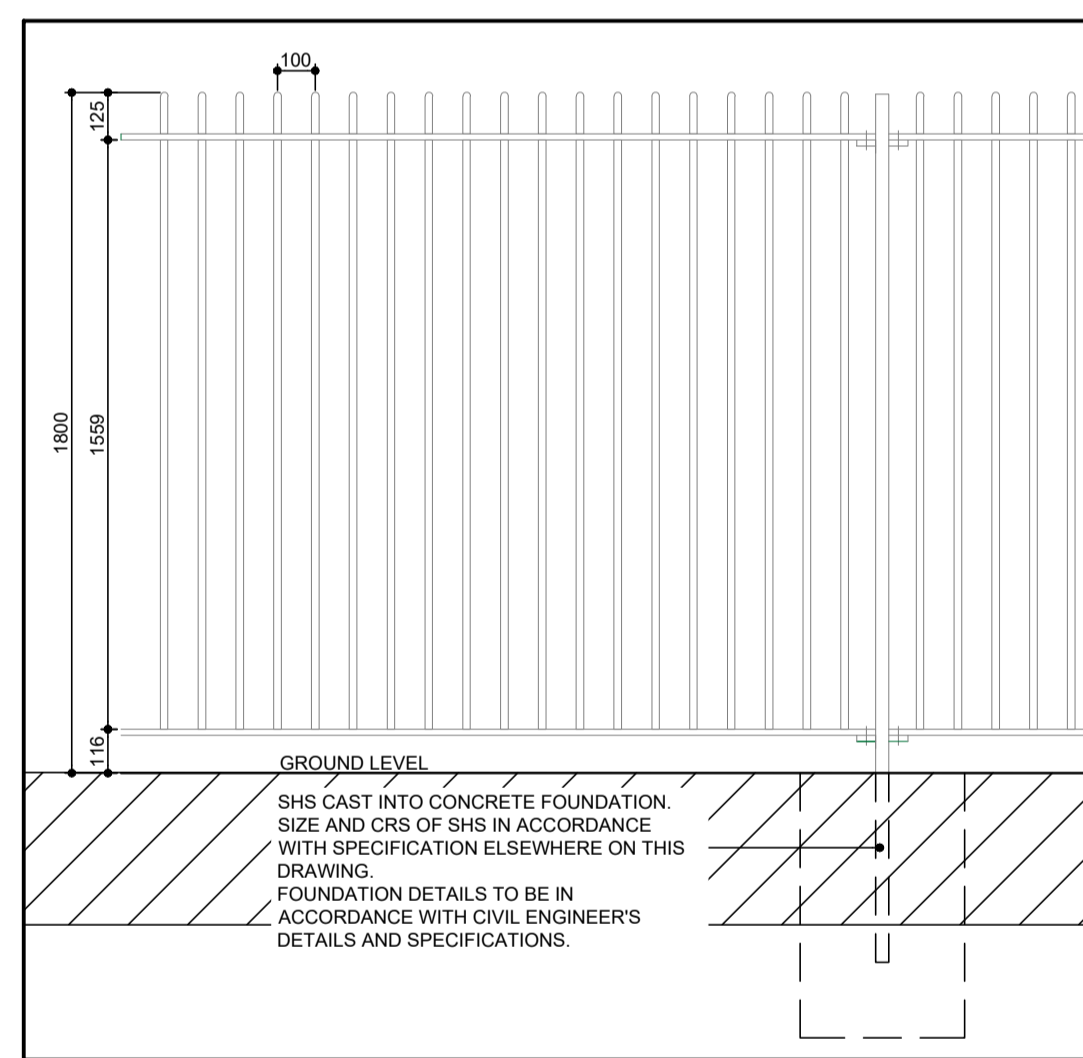 100
125
1800
1559
116
GROUND LEVEL
SHS CAST INTO CONCRETE FOUNDATION.
SIZE AND CRS OF SHS IN ACCORDANCE
WITH SPECIFICATION ELSEWHERE ON THIS
DRAWING.
FOUNDATION DETAILS TO BE IN
ACCORDANCE WITH CIVIL ENGINEER'S
DETAILS AND SPECIFICATIONS.